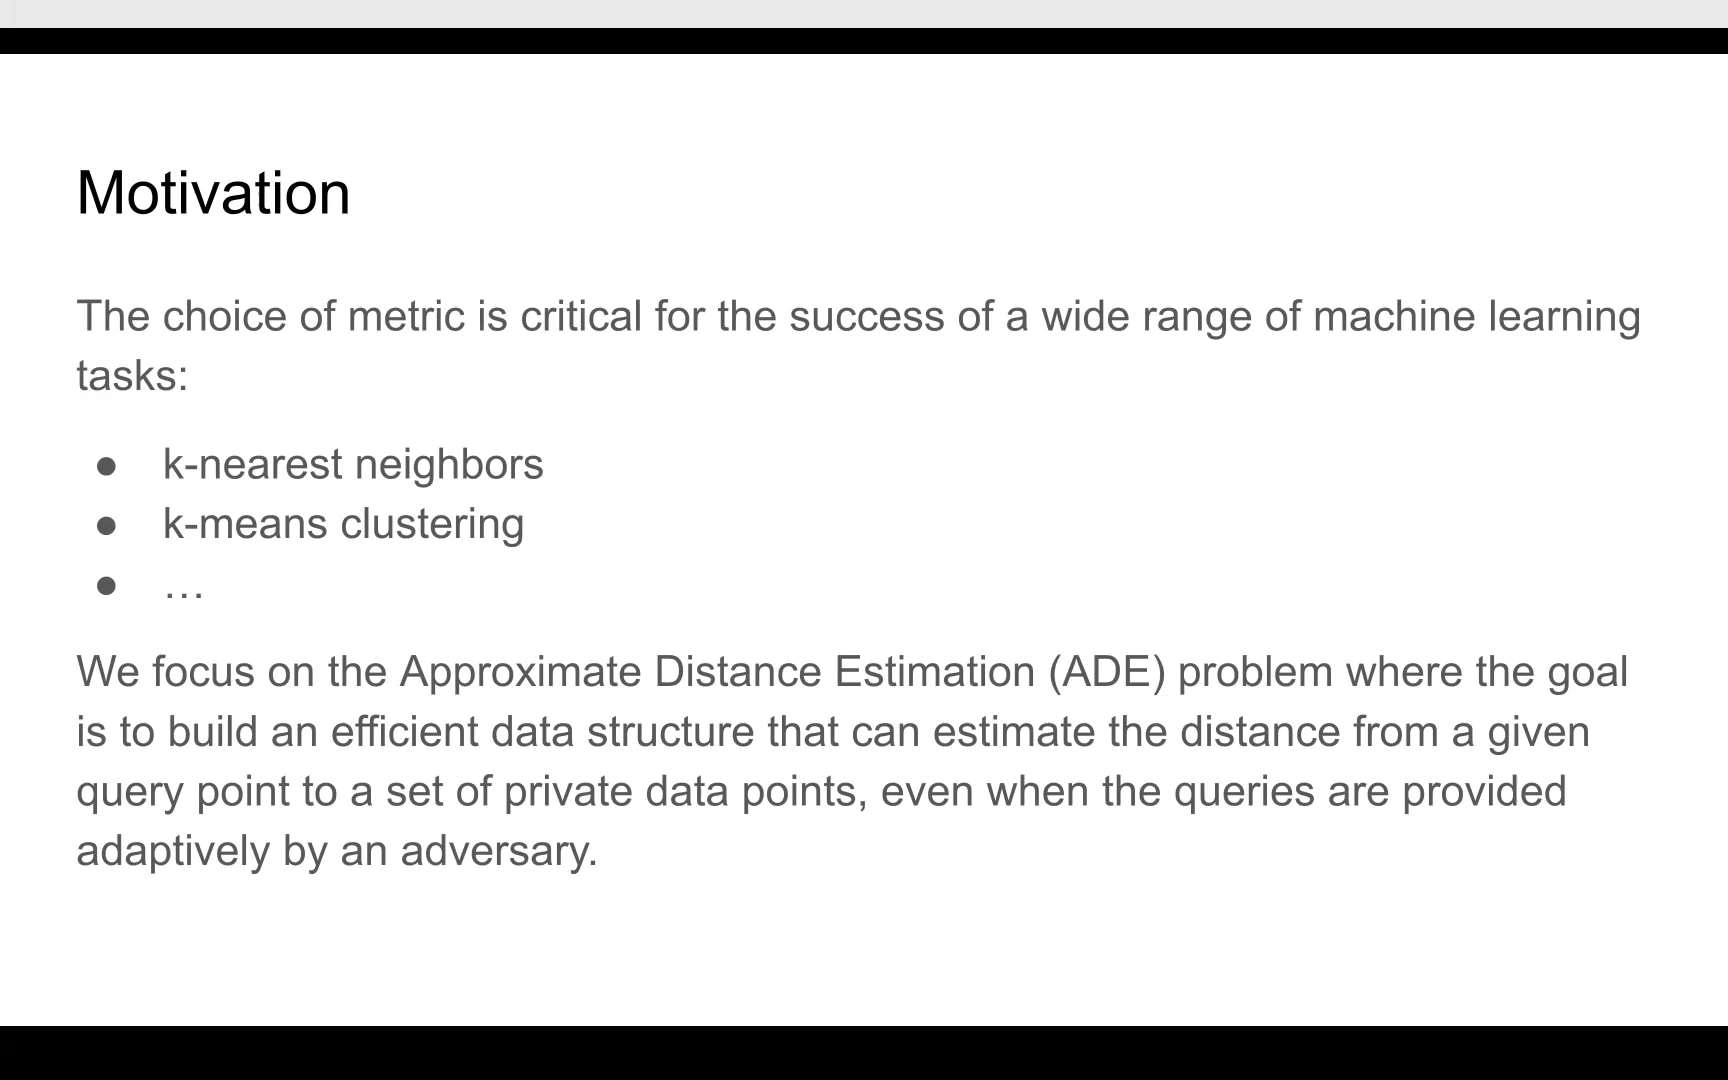 Motivation
The choice of metric is critical for the success of a wide range of machine learning
tasks:
● k-nearest neighbors
● k-means clustering
● …
We focus on the Approximate Distance Estimation (ADE) problem where the goal
is to build an efficient data structure that can estimate the distance from a given
query point to a set of private data points, even when the queries are provided
adaptively by an adversary.